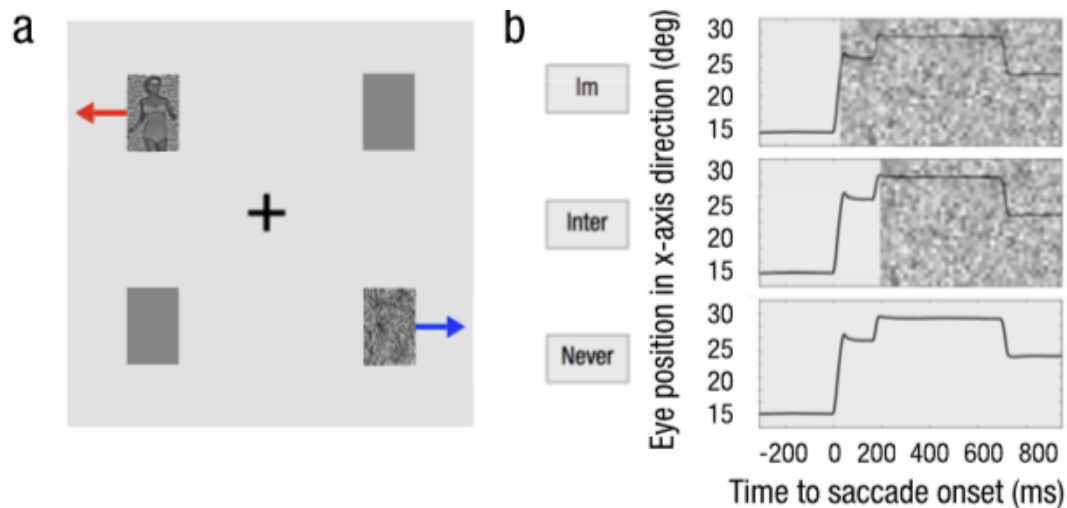 a
b
Im
Inter
Never
Eye position in x-axis direction (deg)
30
25
20
15
30
25
20
15
30
25
20
15
-200 0 200 400 600 800
Time to saccade onset (ms)